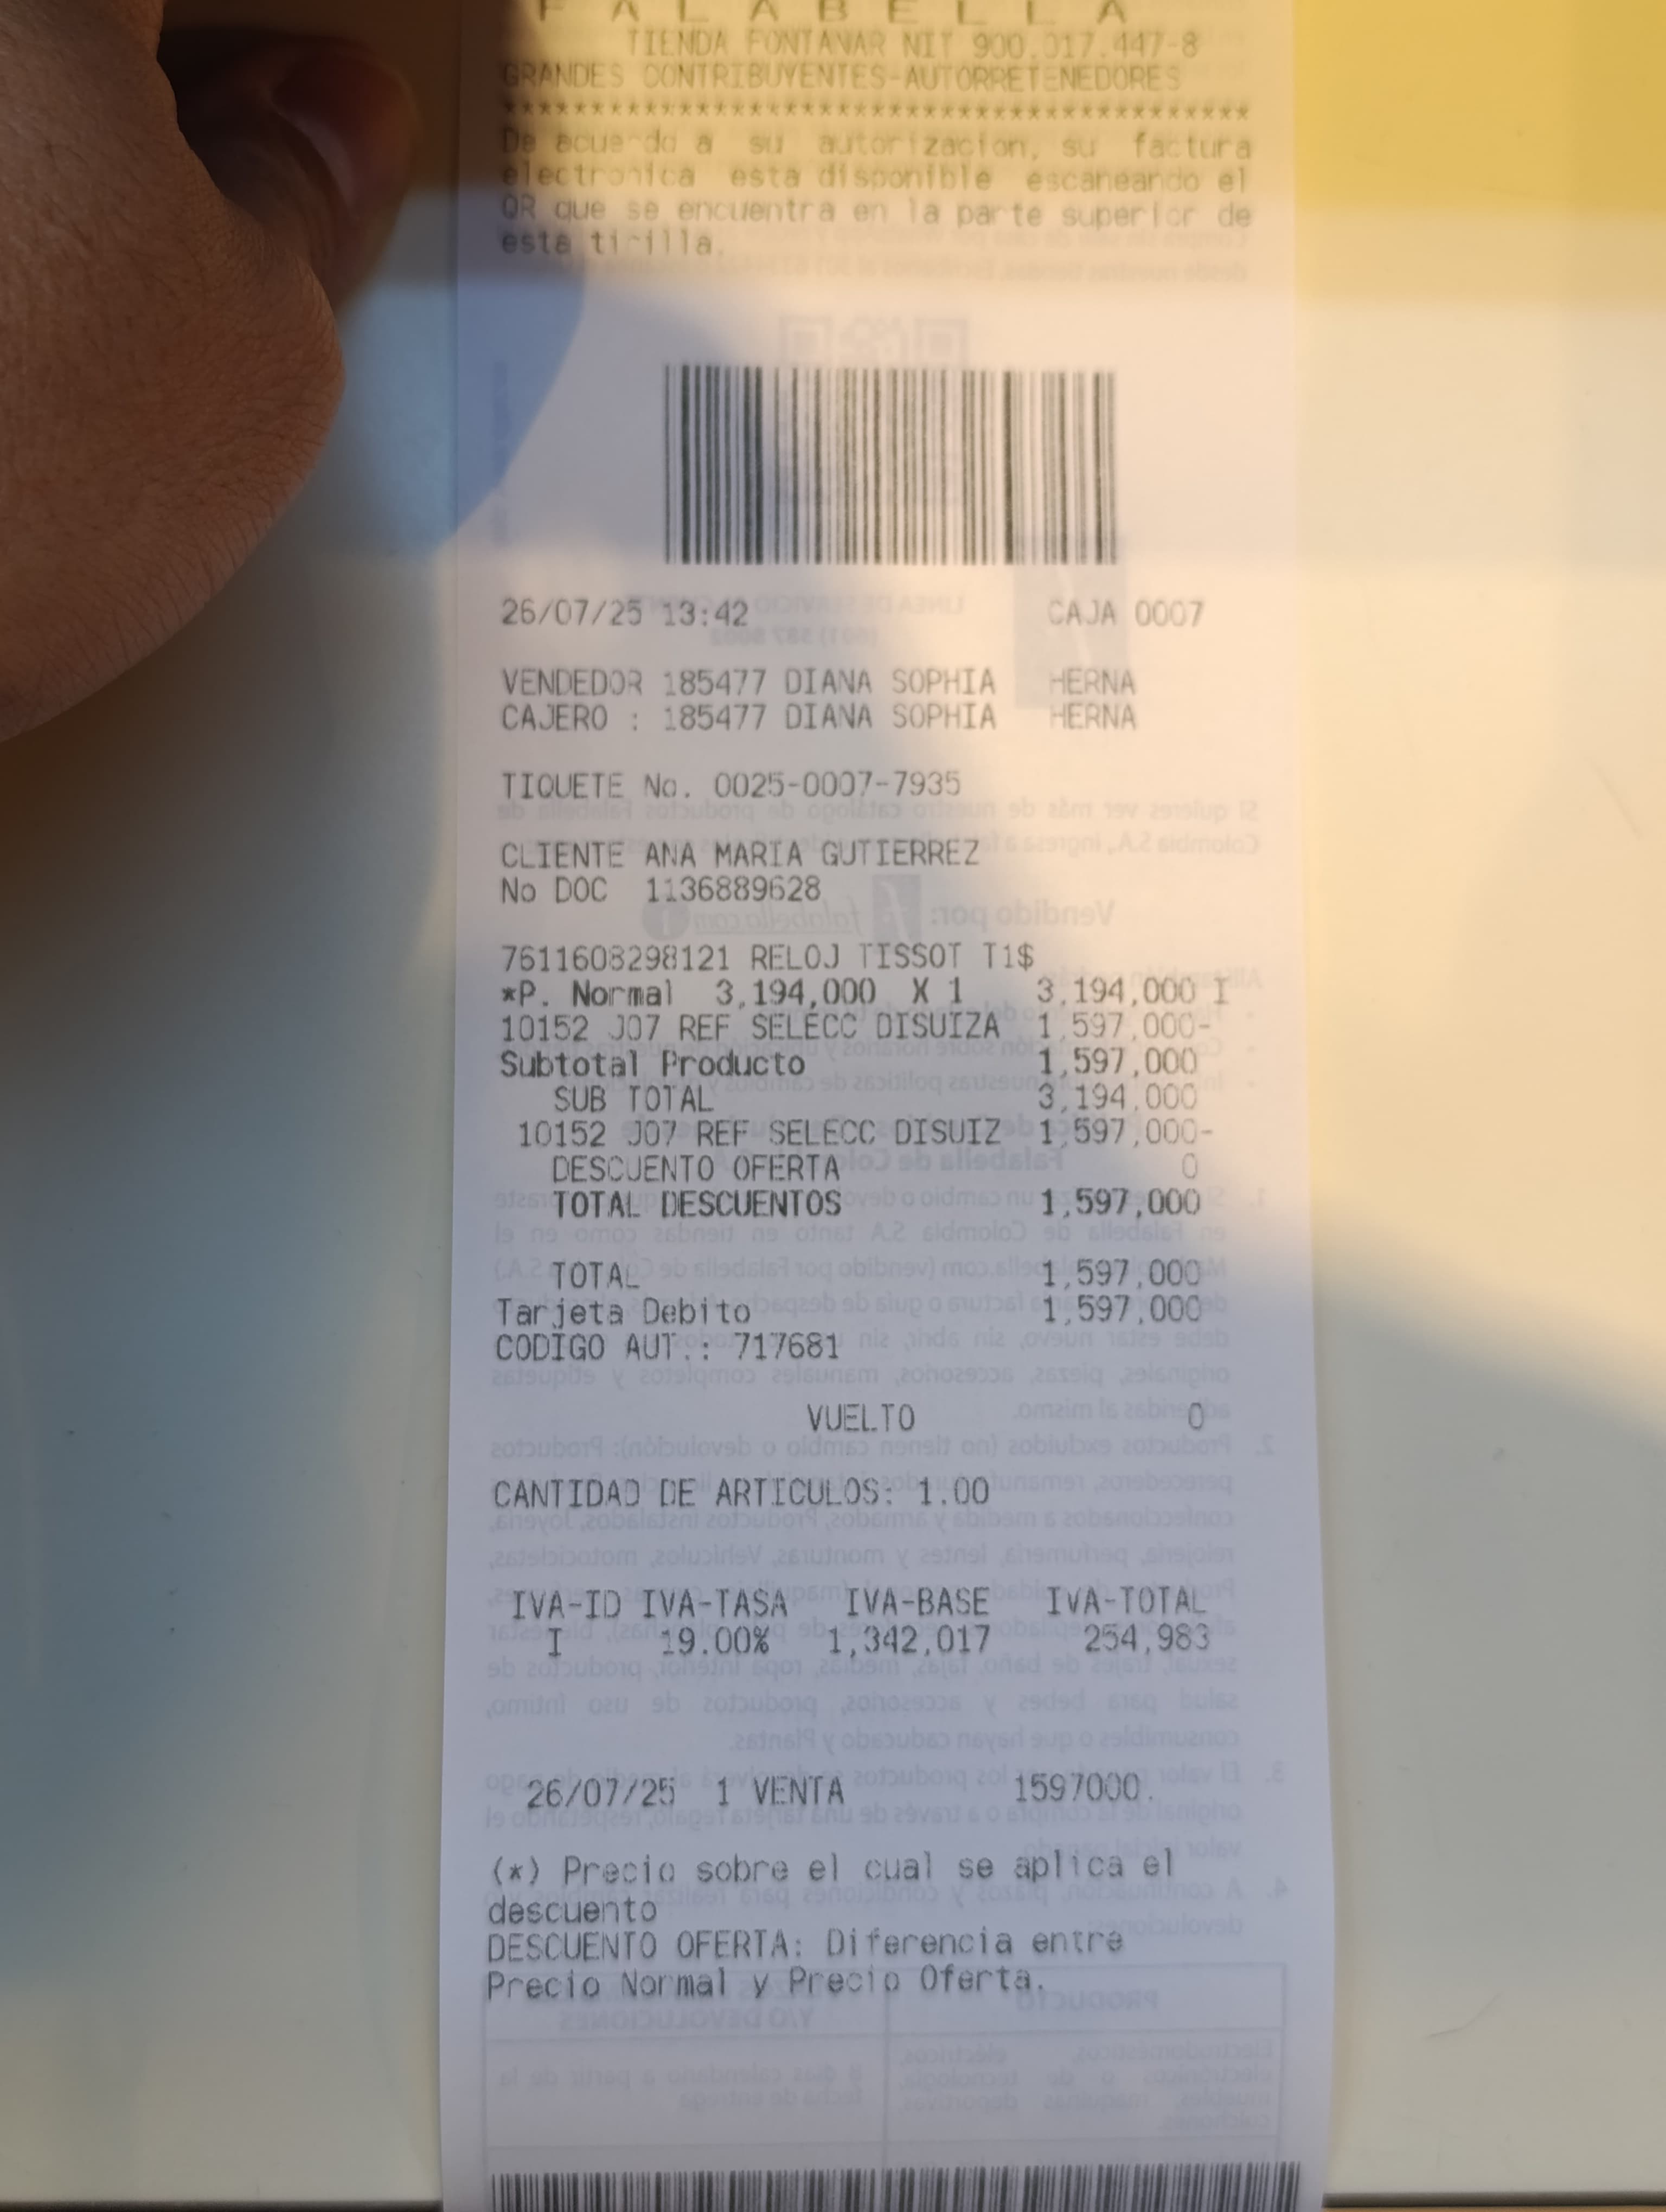 FALABELLA
TIENDA FONTANAR NIT 900.017.447-8
GRANDES CONTRIBUYENTES-AUTORRETENEDORES
******************************************
De acuerdo a su autorizacion, su factura
electronica esta disponible escaneando el
QR que se encuentra en la parte superior de
esta tirilla.
26/07/25 13:42 CAJA 0007
VENDEDOR 185477 DIANA SOPHIA HERNA
CAJERO : 185477 DIANA SOPHIA HERNA
TIQUETE No. 0025-0007-7935
CLIENTE ANA MARIA GUTIERREZ
No DOC 1136889628
7611608298121 RELOJ TISSOT T1$
*P. Normal 3,194,000 X 1 3,194,000 I
10152 J07 REF SELECC DISUIZA 1,597,000-
Subtotal Producto 1,597,000
SUB TOTAL 3,194,000
10152 J07 REF SELECC DISUIZ 1,597,000-
DESCUENTO OFERTA 0
TOTAL DESCUENTOS 1,597,000
TOTAL 1,597,000
Tarjeta Debito 1,597,000
CODIGO AUT.: 717681
VUELTO 0
CANTIDAD DE ARTICULOS: 1.00
IVA-ID IVA-TASA IVA-BASE IVA-TOTAL
I 19.00% 1,342,017 254,983
26/07/25 1 VENTA 1597000.
(*) Precio sobre el cual se aplica el
descuento
DESCUENTO OFERTA: Diferencia entre
Precio Normal y Precio Oferta.